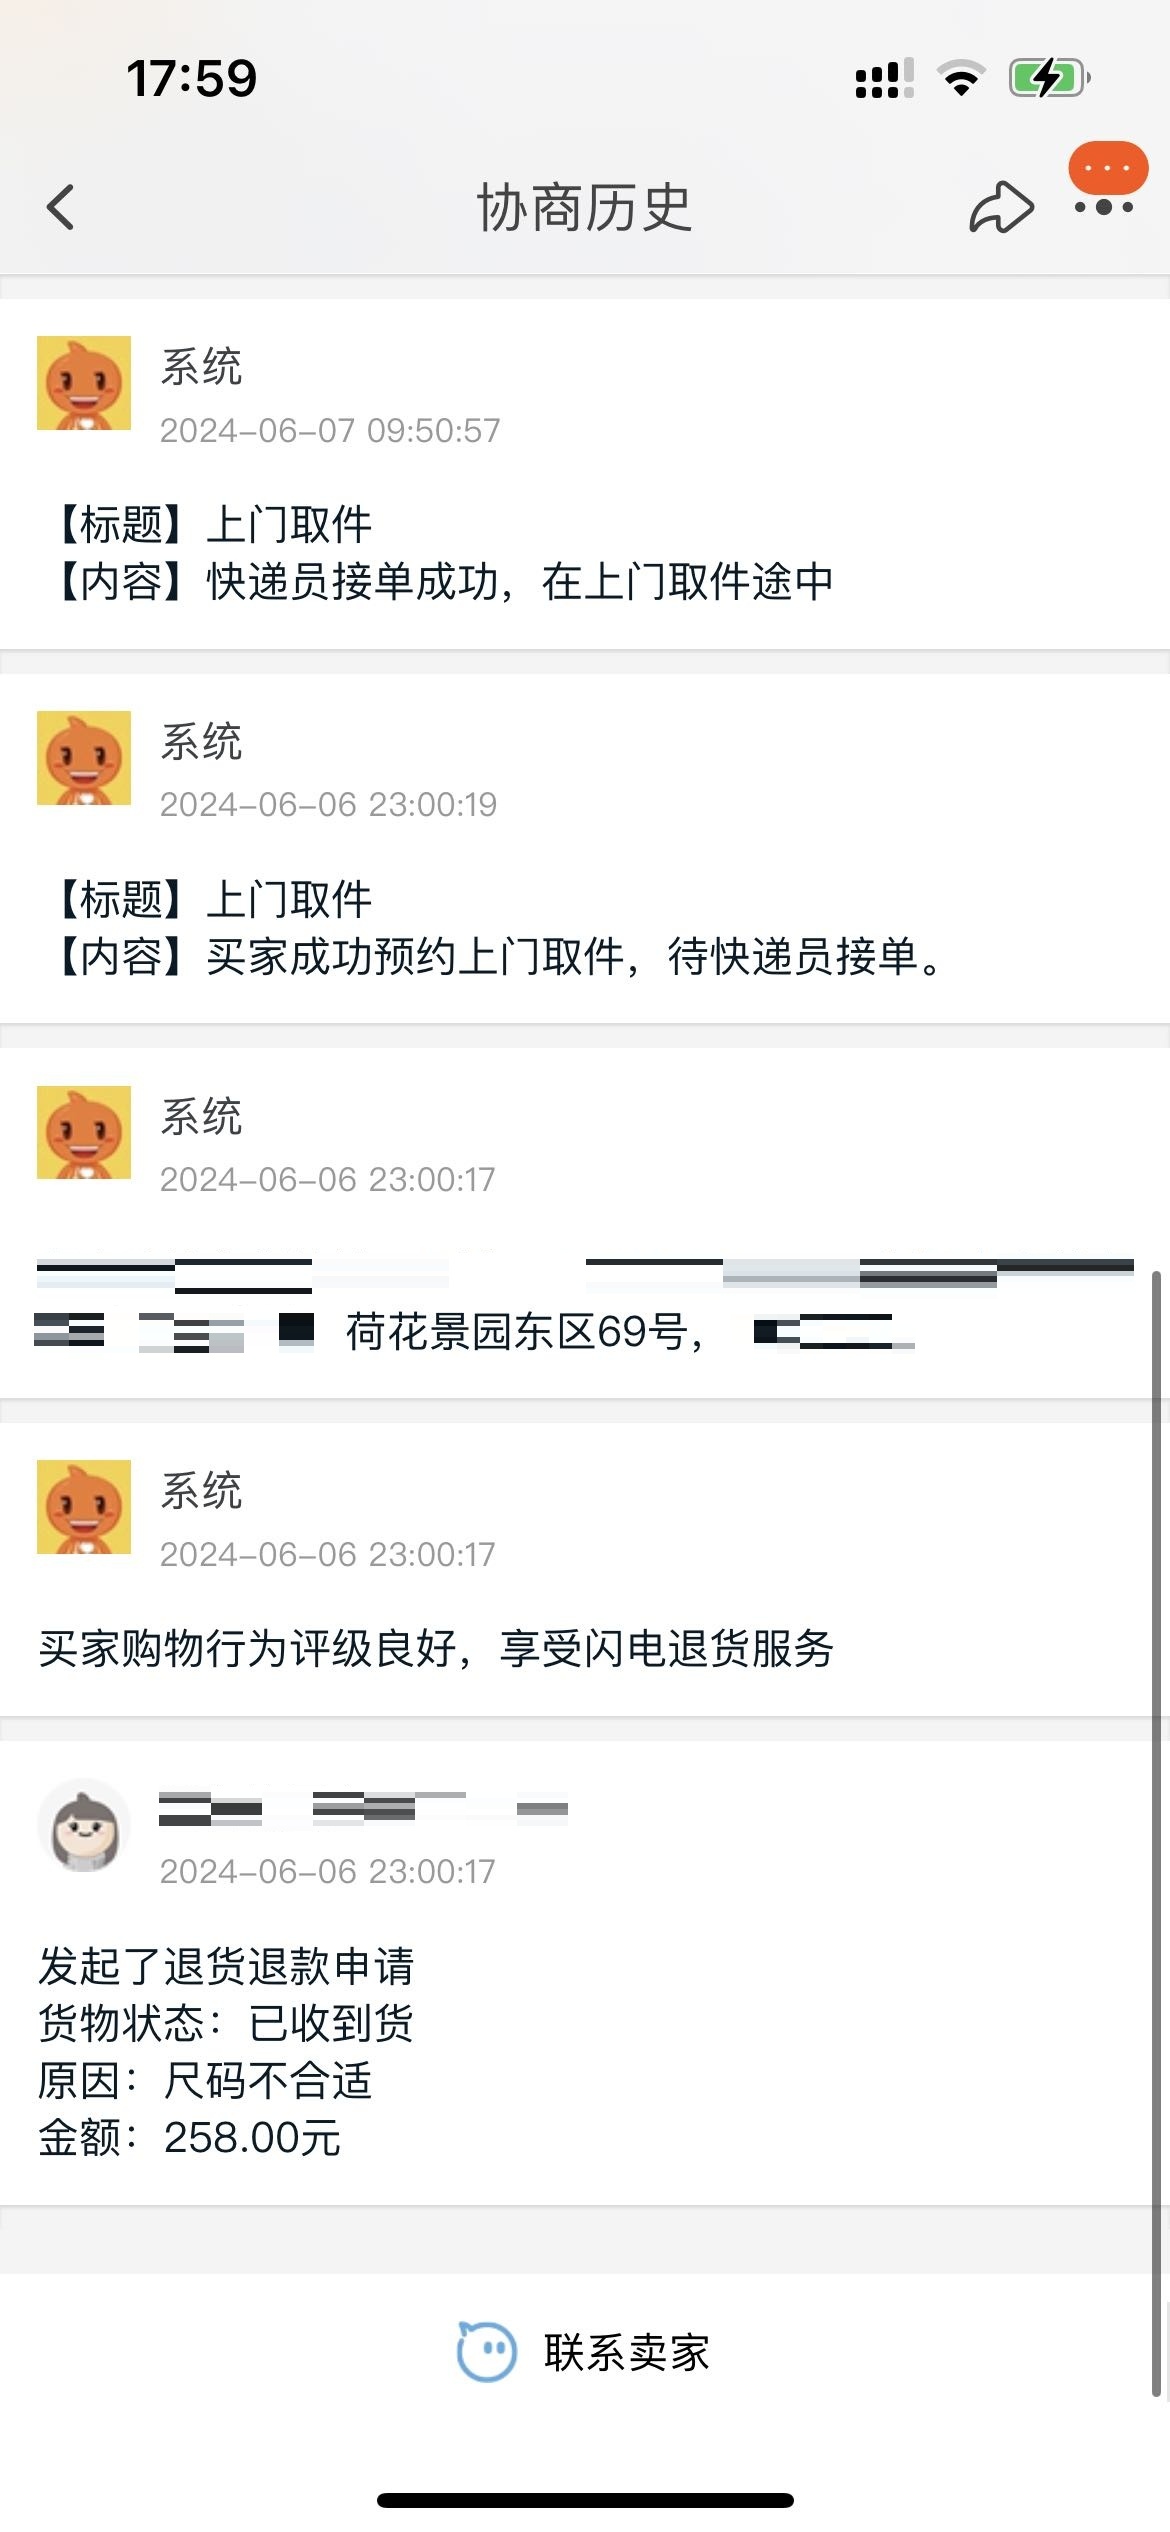 17:59
协商历史
系统
2024-06-07 09:50:57
【标题】上门取件
【内容】快递员接单成功，在上门取件途中
系统
2024-06-06 23:00:19
【标题】上门取件
【内容】买家成功预约上门取件，待快递员接单。
系统
2024-06-06 23:00:17
荷花景园东区69号，
系统
2024-06-06 23:00:17
买家购物行为评级良好，享受闪电退货服务
2024-06-06 23:00:17
发起了退货退款申请
货物状态：已收到货
原因：尺码不合适
金额：258.00元
联系卖家